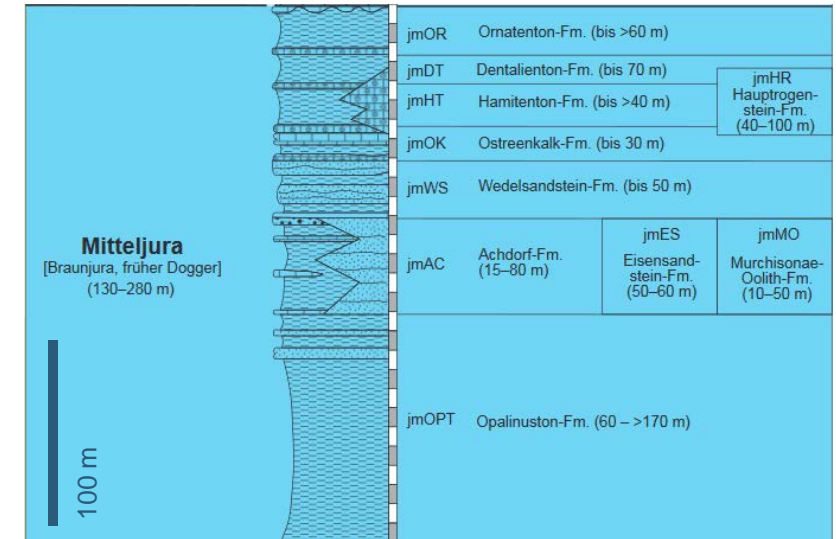 jmOR Ornatenton-Fm. (bis >60 m)
jmDT Dentalienton-Fm. (bis 70 m)
jmHT Hamitenton-Fm. (bis >40 m)
jmHR
Hauptrogen-
stein-Fm.
(40–100 m)
jmOK Ostreenkalk-Fm. (bis 30 m)
jmWS Wedelsandstein-Fm. (bis 50 m)
Mitteljura
[Braunjura, früher Dogger]
(130–280 m)
jmAC Achdorf-Fm.
(15–80 m)
jmES
Eisensand-
stein-Fm.
(50–60 m)
jmMO
Murchisonae-
Oolith-Fm.
(10–50 m)
jmOPT Opalinuston-Fm. (60 – >170 m)
100 m